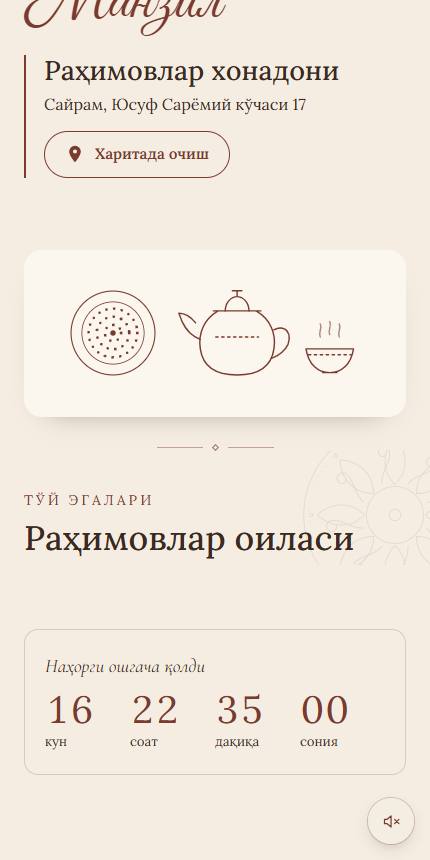 Манзил
Раҳимовлар хонадони
Сайрам, Юсуф Сарёмий кўчаси 17
Харитада очиш
ТЎЙ ЭГАЛАРИ
Раҳимовлар оиласи
Наҳорги ошгача қолди
16 22 35 00
кун соат дақиқа сония